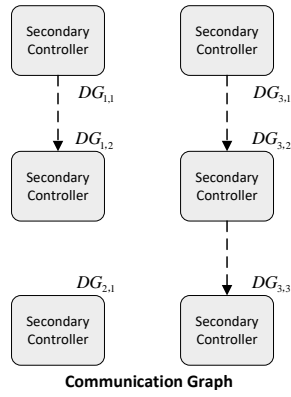 Secondary
Controller
Secondary
Controller
DG1,1
DG3,1
DG1,2
DG3,2
Secondary
Controller
Secondary
Controller
DG2,1
DG3,3
Secondary
Controller
Secondary
Controller
Communication Graph